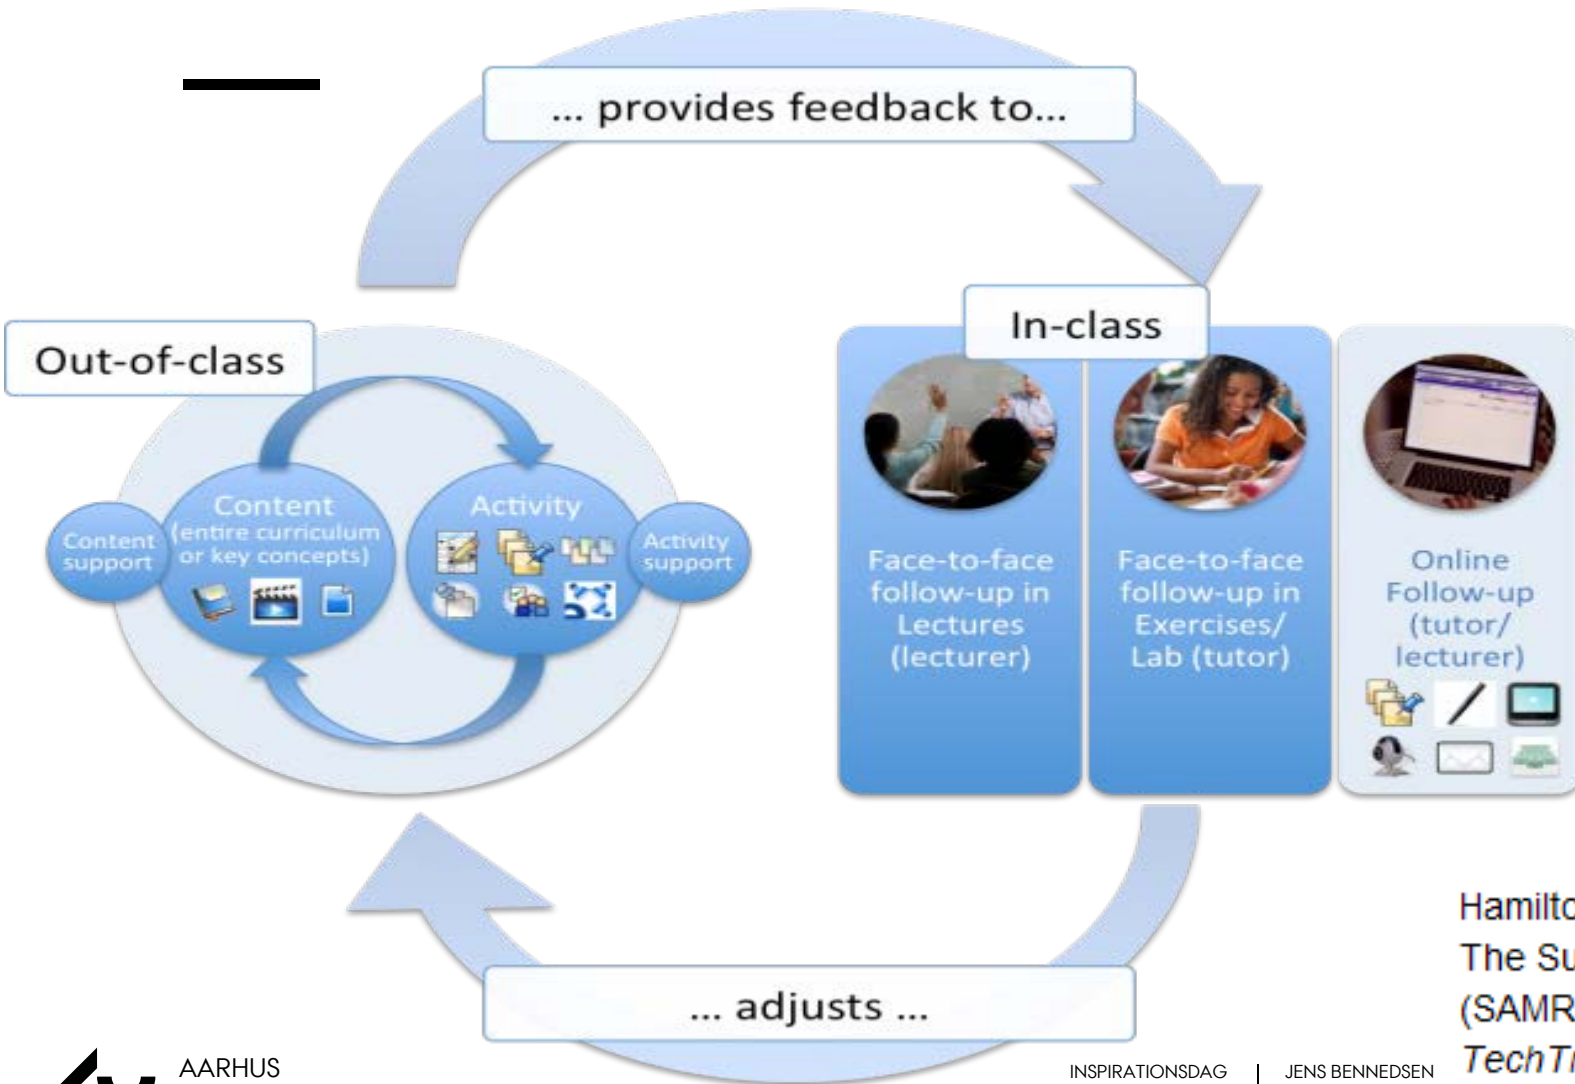 ... provides feedback to...
Out-of-class
In-class
Content
(entire curriculum
or key concepts)
Content
support
Activity
Activity
support
Face-to-face
follow-up in
Lectures
(lecturer)
Face-to-face
follow-up in
Exercises/
Lab (tutor)
Online
Follow-up
(tutor/
lecturer)
... adjusts ...
The
(SAMR
AARHUS
INSPIRATIONSDAG
JENS BENNEDSEN